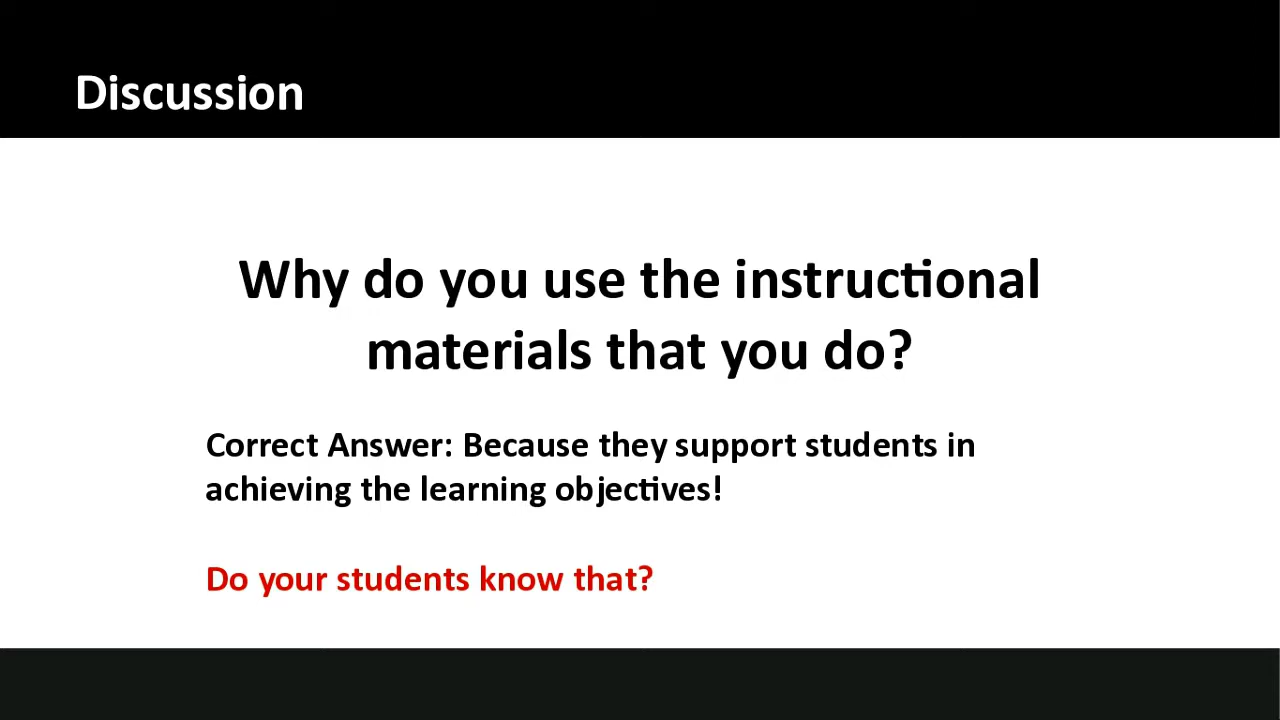 Discussion
Why do you use the instructional
materials that you do?
Correct Answer: Because they support students in
achieving the learning objectives!
Do your students know that?